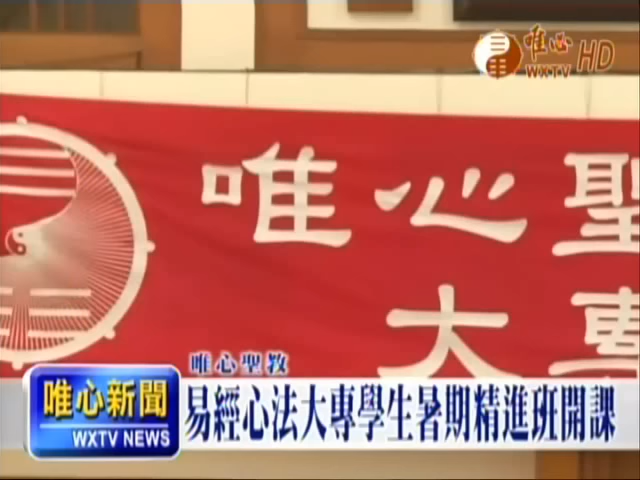 唯心
WXTV HD
唯心聖
大專
唯心聖教
唯心新聞
WXTV NEWS
易經心法大專學生暑期精進班開課